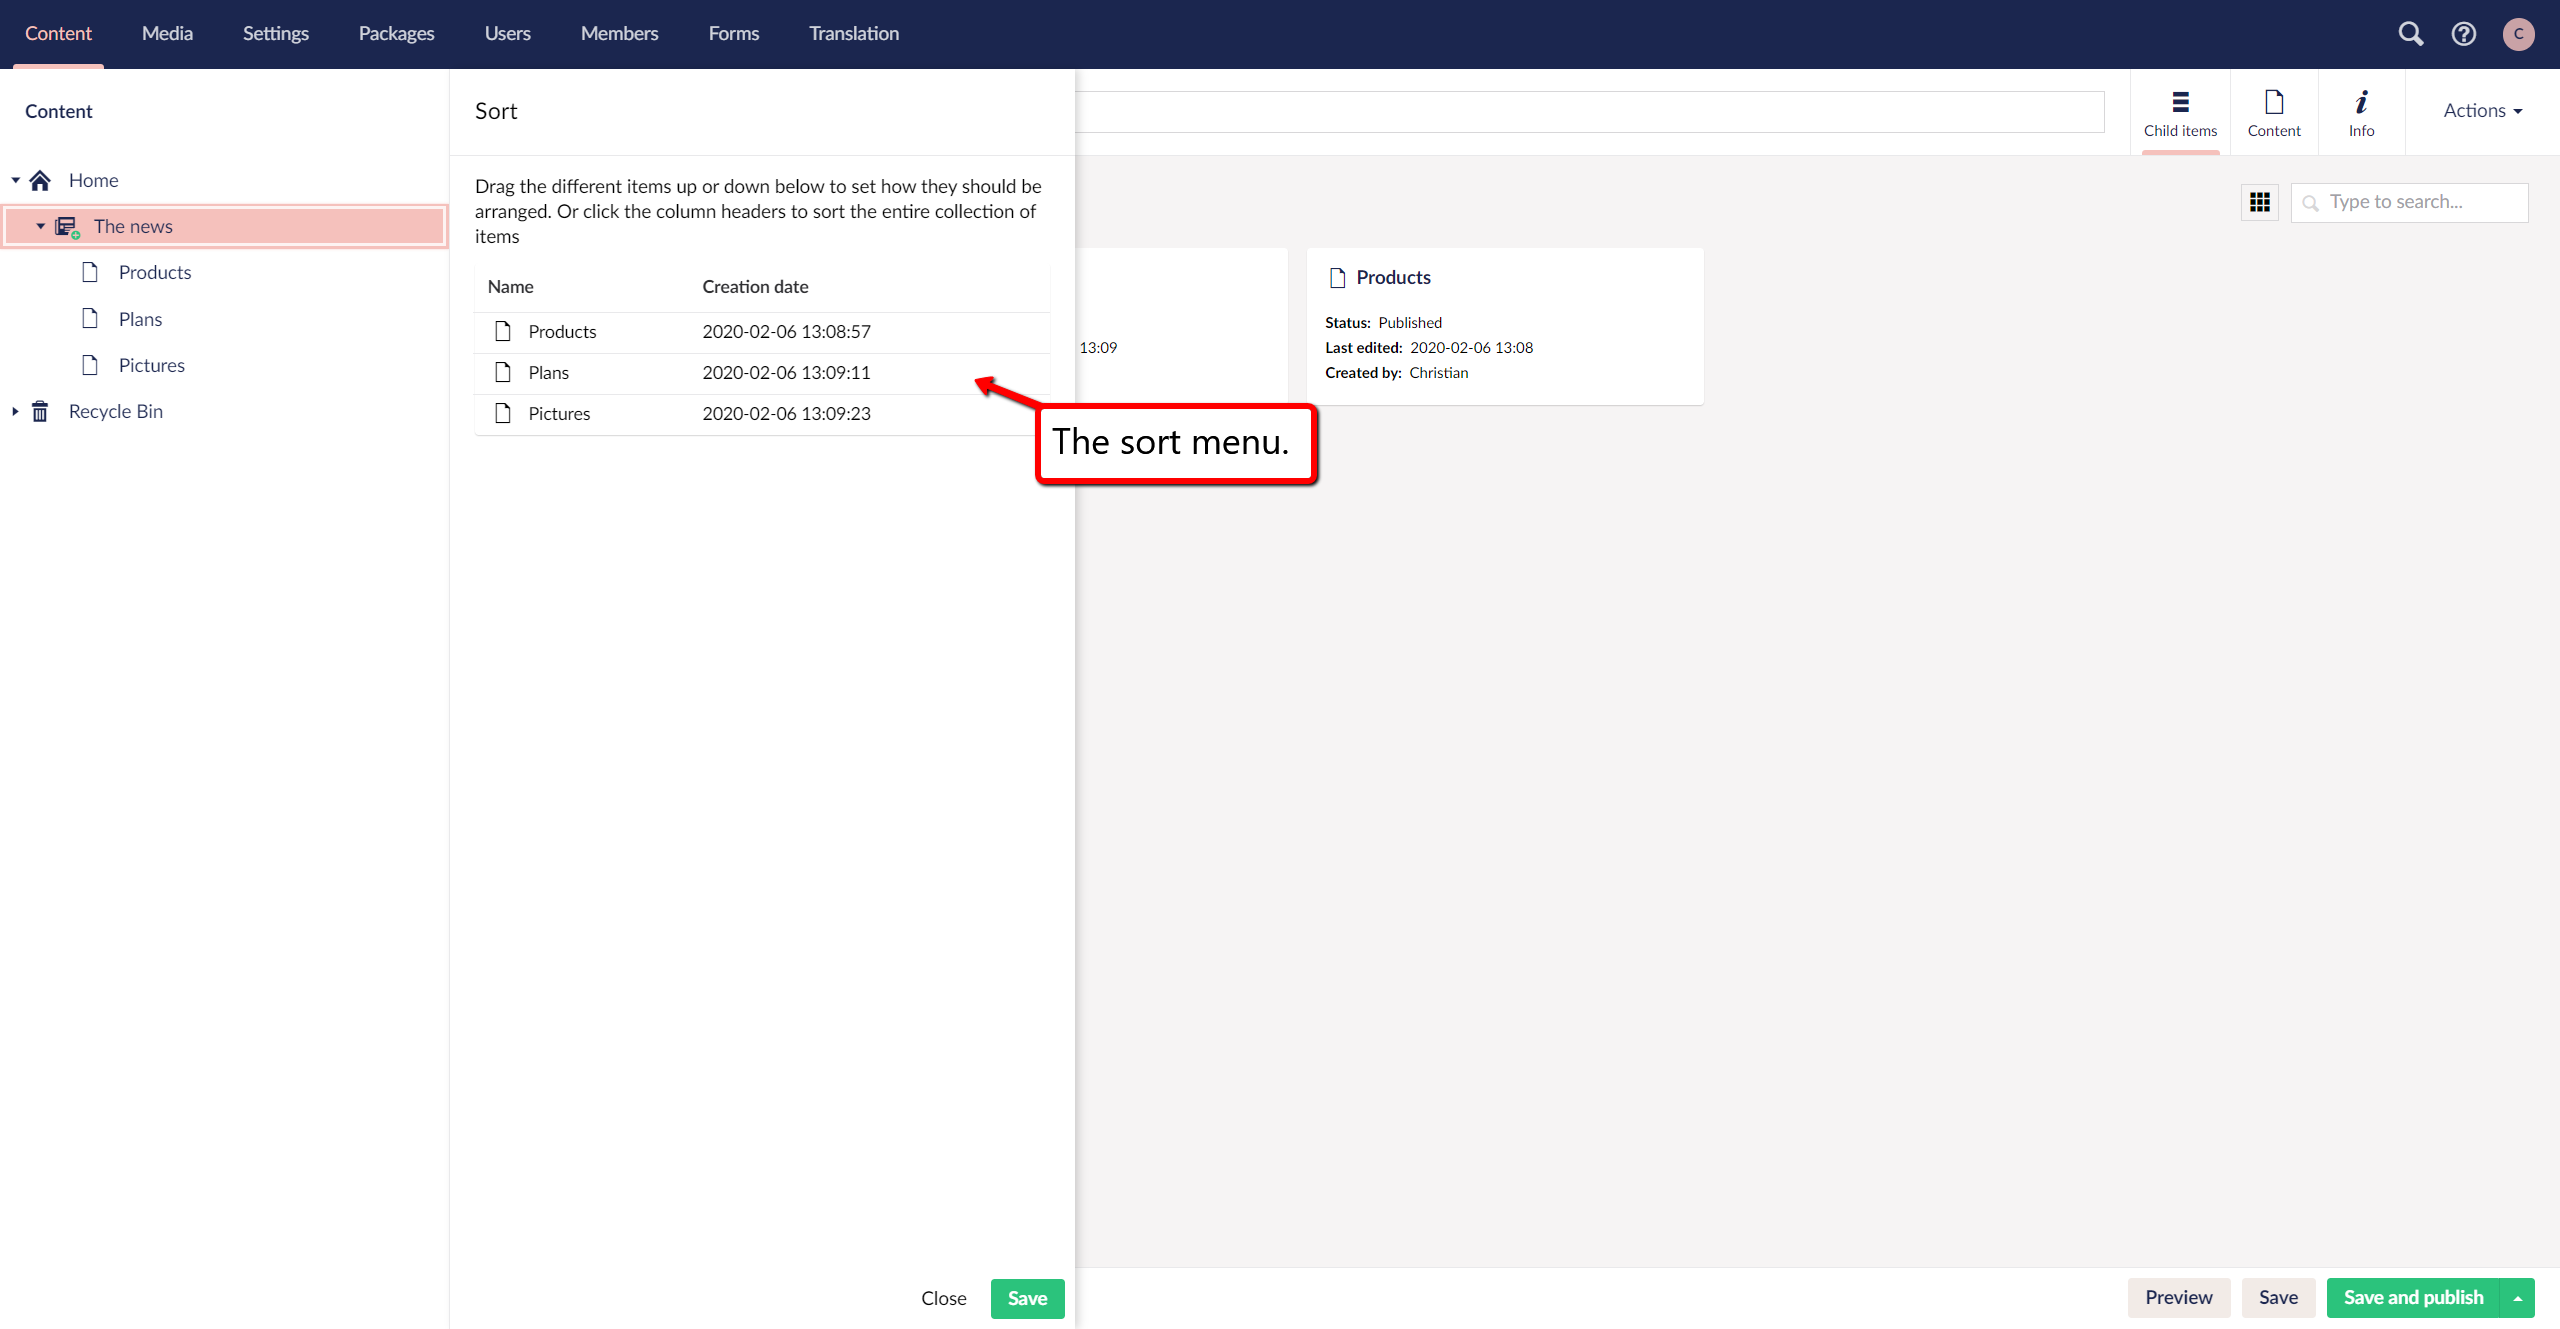 Content Media Settings Packages Users Members Forms Translation
C
Content
Home
The news
Products
Plans
Pictures
Recycle Bin
Sort
Drag the different items up or down below to set how they should be
arranged. Or click the column headers to sort the entire collection of
items
Name Creation date
Products 2020-02-06 13:08:57
Plans 2020-02-06 13:09:11
Pictures 2020-02-06 13:09:23
The sort menu.
Close Save
Child items Content Info Actions
Type to search...
13:09
Products
Status: Published
Last edited: 2020-02-06 13:08
Created by: Christian
Preview Save Save and publish